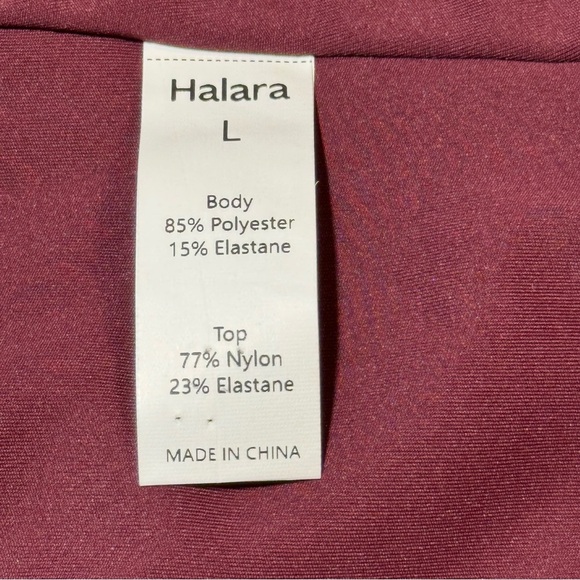 Halara
L
Body
85% Polyester
15% Elastane
Top
77% Nylon
23% Elastane
MADE IN CHINA